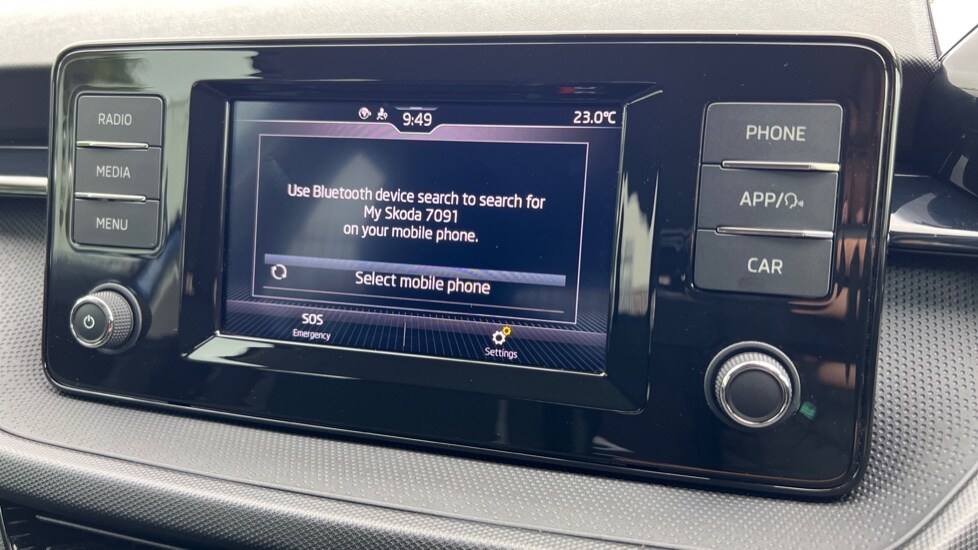 RADIO
MEDIA
MENU
9:49
23.0°C
Use Bluetooth device search to search for
My Skoda 7091
on your mobile phone.
Select mobile phone
SOS
Emergency
Settings
PHONE
APP/
CAR